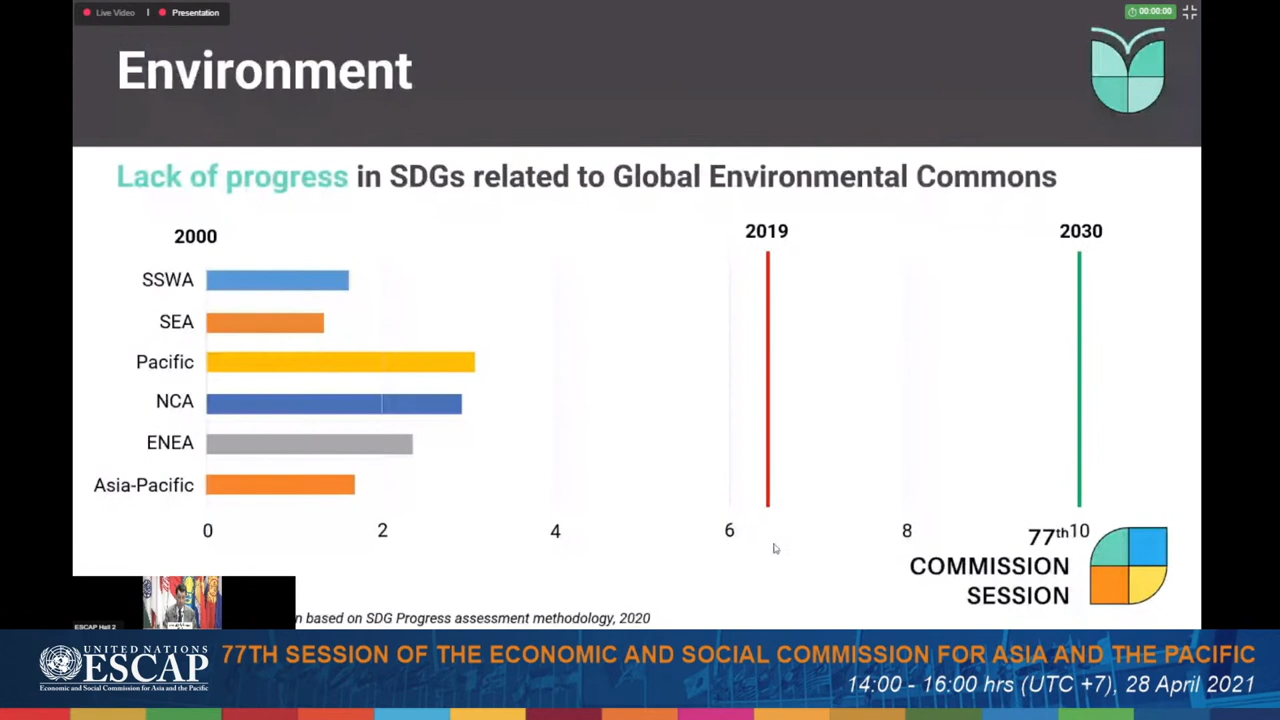 Live Video | Presentation
00:00:00
Environment
Lack of progress in SDGs related to Global Environmental Commons
2000
2019
2030
SSWA
SEA
Pacific
NCA
ENEA
Asia-Pacific
0 2 4 6 8 10
77th
COMMISSION
SESSION
ESCAP Hall 2
based on SDG Progress assessment methodology, 2020
UNITED NATIONS
ESCAP
Economic and Social Commission for Asia and the Pacific
77TH SESSION OF THE ECONOMIC AND SOCIAL COMMISSION FOR ASIA AND THE PACIFIC
14:00 - 16:00 hrs (UTC +7), 28 April 2021